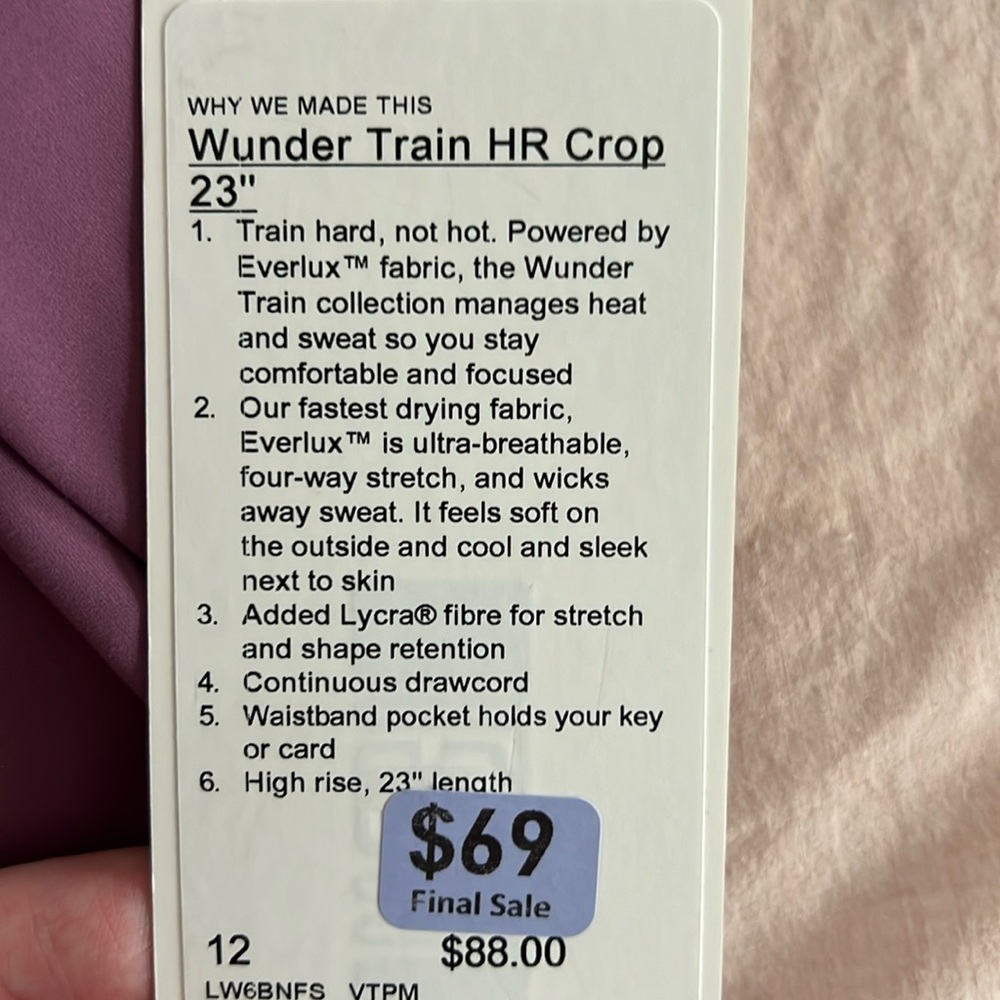 WHY WE MADE THIS
Wunder Train HR Crop
23"
1. Train hard, not hot. Powered by
Everlux™ fabric, the Wunder
Train collection manages heat
and sweat so you stay
comfortable and focused
2. Our fastest drying fabric,
Everlux™ is ultra-breathable,
four-way stretch, and wicks
away sweat. It feels soft on
the outside and cool and sleek
next to skin
3. Added Lycra® fibre for stretch
and shape retention
4. Continuous drawcord
5. Waistband pocket holds your key
or card
6. High rise, 23" length
$69
Final Sale
12 $88.00
LW6BNFS VTPM